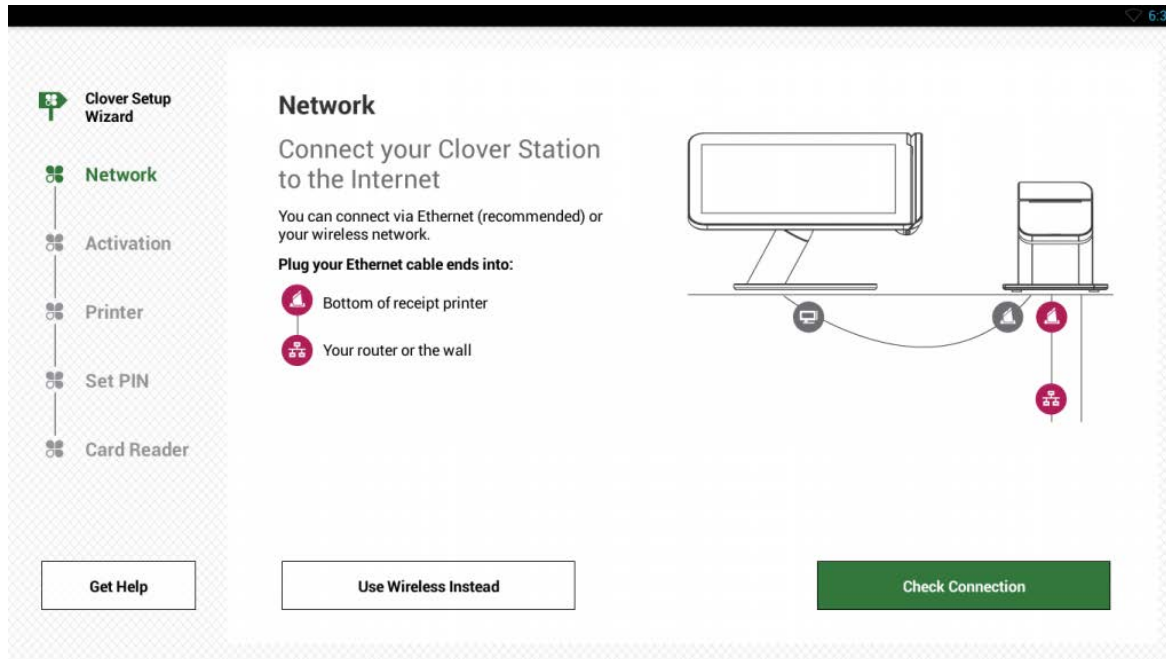 6:3
Clover Setup
Wizard
Network
Activation
Printer
Set PIN
Card Reader
Get Help
Network
Connect your Clover Station
to the Internet
You can connect via Ethernet (recommended) or
your wireless network.
Plug your Ethernet cable ends into:
Bottom of receipt printer
Your router or the wall
Use Wireless Instead
Check Connection